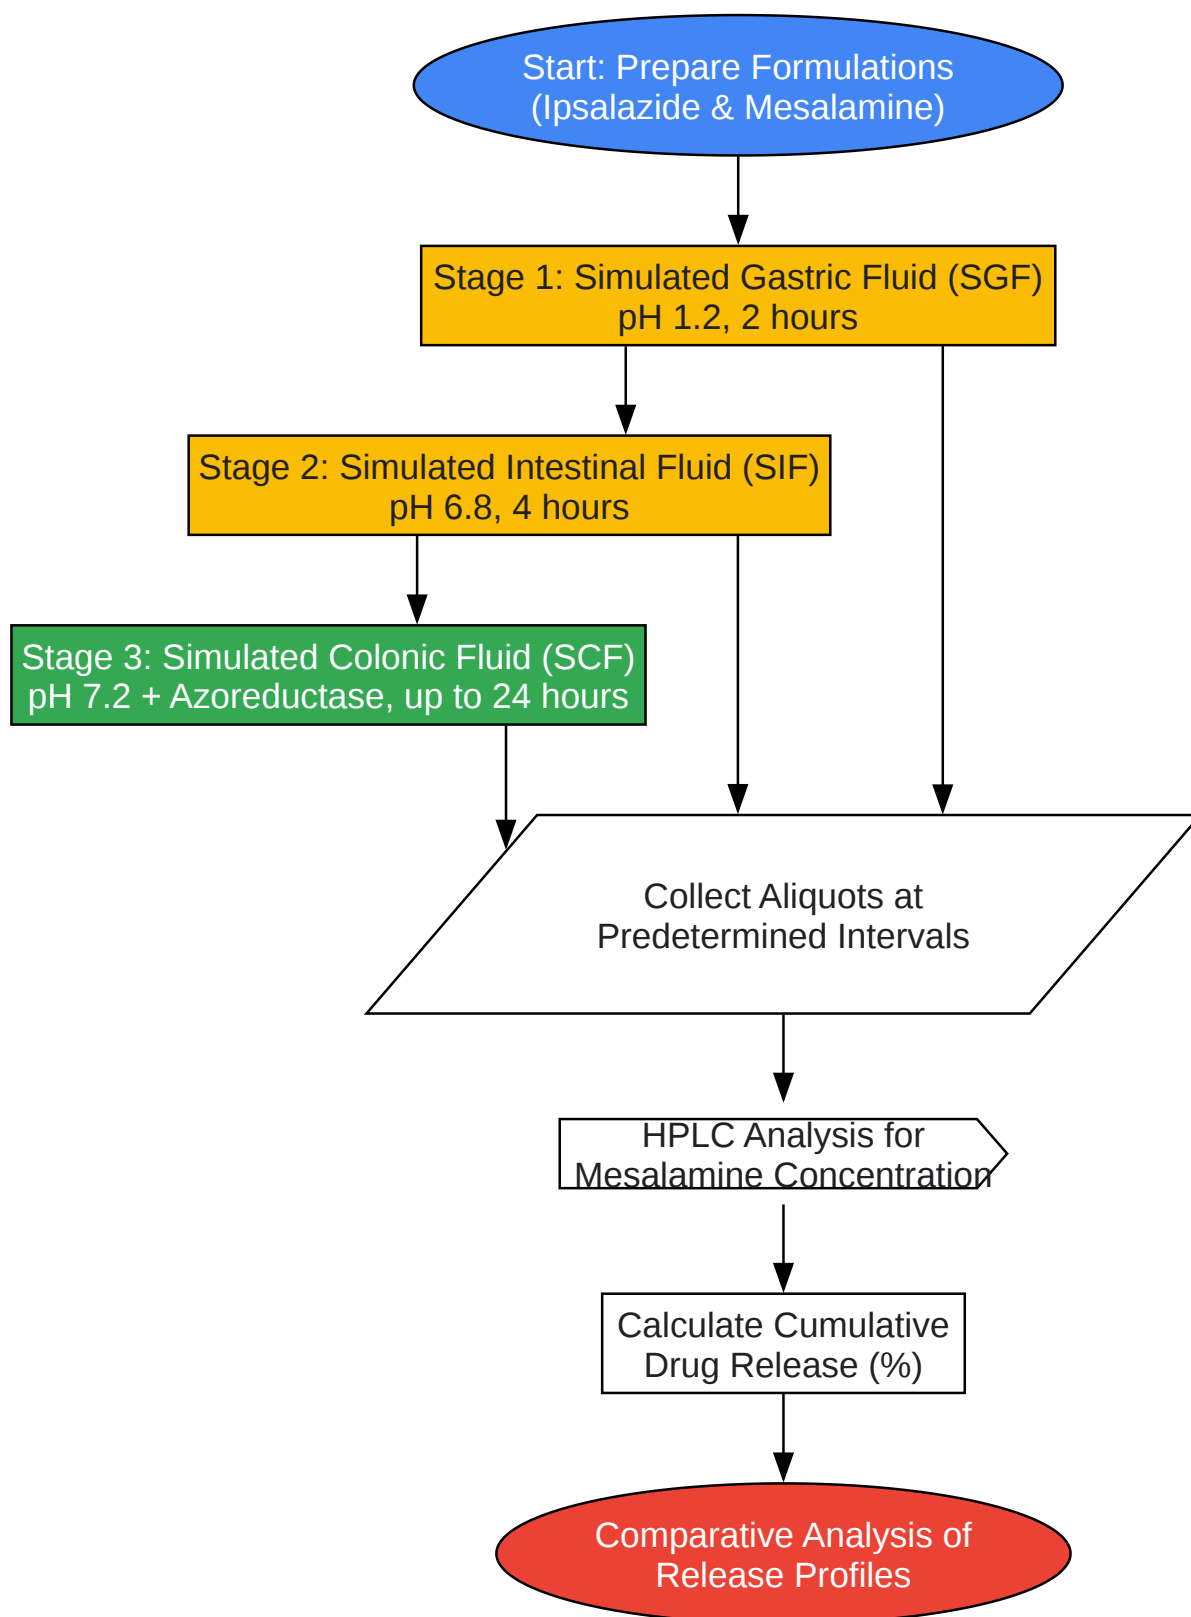 Start: Prepare Formulations
(Ipsalazide & Mesalamine)
Stage 1: Simulated Gastric Fluid (SGF)
pH 1.2, 2 hours
Stage 2: Simulated Intestinal Fluid (SIF)
pH 6.8, 4 hours
Stage 3: Simulated Colonic Fluid (SCF)
pH 7.2 + Azoreductase, up to 24 hours
Collect Aliquots at
Predetermined Intervals
HPLC Analysis for
Mesalamine Concentration
Calculate Cumulative
Drug Release (%)
Comparative Analysis of
Release Profiles